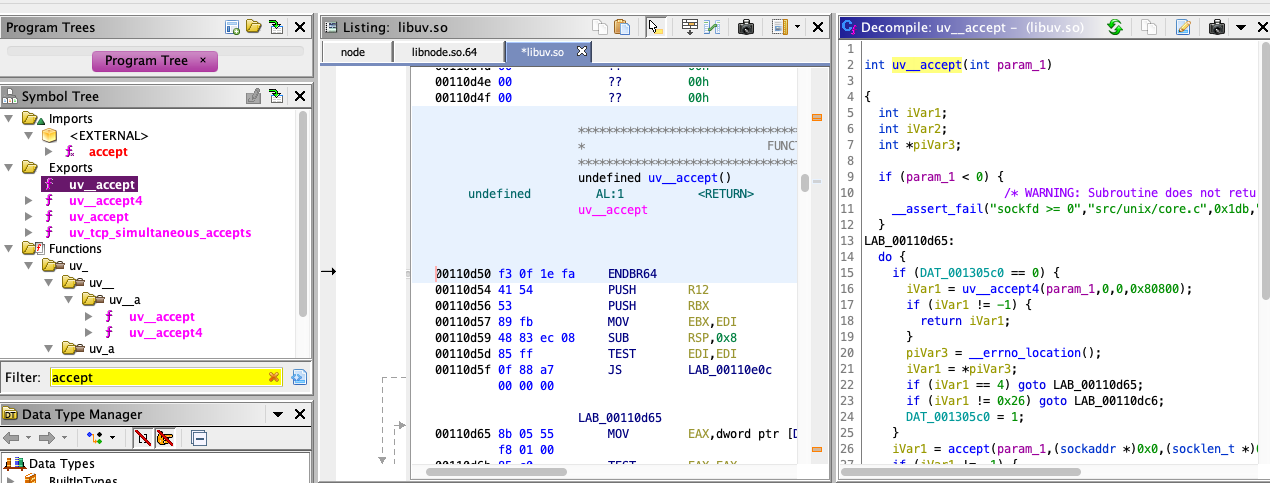 Program Trees
Program Tree ×
Symbol Tree
Imports
<EXTERNAL>
accept
Exports
uv__accept
uv__accept4
uv_accept
uv_tcp_simultaneous_accepts
Functions
uv_
uv__
uv__a
uv__accept
uv__accept4
uv_a
Filter: accept
Data Type Manager
Data Types
BuiltInTypes
Listing: libuv.so
node
libnode.so.64
*libuv.so
00110d4e 00 ?? 00h
00110d4f 00 ?? 00h
*********************************
* FUNCT
*********************************
undefined uv__accept()
undefined AL:1 <RETURN>
uv__accept
00110d50 f3 0f 1e fa ENDBR64
00110d54 41 54 PUSH R12
00110d56 53 PUSH RBX
00110d57 89 fb MOV EBX,EDI
00110d59 48 83 ec 08 SUB RSP,0x8
00110d5d 85 ff TEST EDI,EDI
00110d5f 0f 88 a7 JS LAB_00110e0c
00 00 00
LAB_00110d65
00110d65 8b 05 55 MOV EAX,dword ptr [D
f8 01 00
00110d6b 85 c0 TEST EAX,EAX
Decompile: uv__accept - (libuv.so)
1
2 int uv__accept(int param_1)
3
4 {
5 int iVar1;
6 int iVar2;
7 int *piVar3;
8
9 if (param_1 < 0) {
10 /* WARNING: Subroutine does not retu
11 __assert_fail("sockfd >= 0","src/unix/core.c",0x1db,"
12 }
13 LAB_00110d65:
14 do {
15 if (DAT_001305c0 == 0) {
16 iVar1 = uv__accept4(param_1,0,0,0x80800);
17 if (iVar1 != -1) {
18 return iVar1;
19 }
20 piVar3 = __errno_location();
21 iVar1 = *piVar3;
22 if (iVar1 == 4) goto LAB_00110d65;
23 if (iVar1 != 0x26) goto LAB_00110dc6;
24 DAT_001305c0 = 1;
25 }
26 iVar1 = accept(param_1,(sockaddr *)0x0,(socklen_t *)
27 if (iVar1 != -1) {